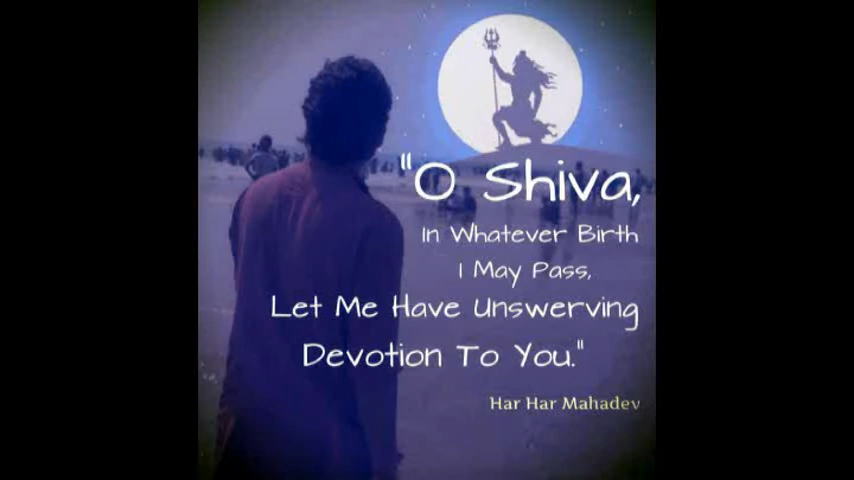 "O Shiva,
In Whatever Birth
I May Pass,
Let Me Have Unswerving
Devotion To You."
Har Har Mahadev